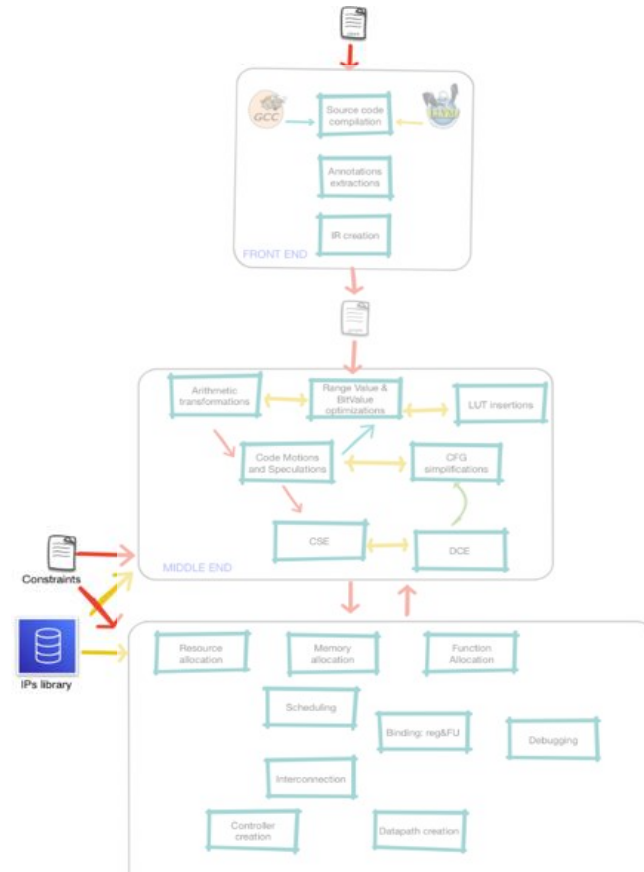 GCC
Source code
compilation
Annotations
extractions
IR creation
FRONT END
Arithmetic
transformations
Range Value &
BitValue
optimizations
LUT insertions
Code Motions
and Speculations
CFG
simplifications
CSE
DCE
MIDDLE END
Constraints
IPs library
Resource
allocation
Memory
allocation
Function
Allocation
Scheduling
Binding: reg&FU
Debugging
Interconnection
Controller
creation
Datapath creation